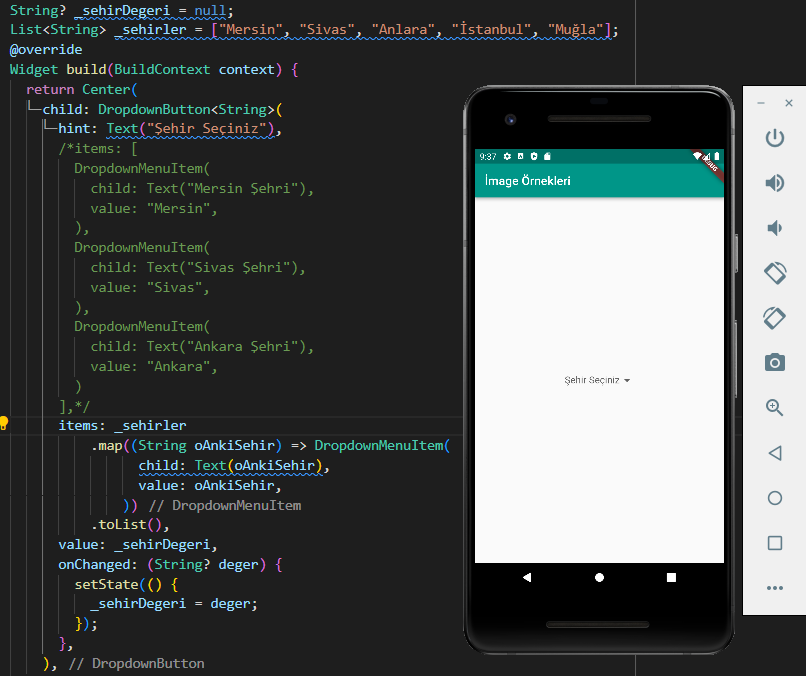 String? _sehirDegeri = null;
List<String> _sehirler = ["Mersin", "Sivas", "Anlara", "İstanbul", "Muğla"];
@override
Widget build(BuildContext context) {
return Center(
child: DropdownButton<String>(
hint: Text("Şehir Seçiniz"),
/*items: [
DropdownMenuItem(
child: Text("Mersin Şehri"),
value: "Mersin",
),
DropdownMenuItem(
child: Text("Sivas Şehri"),
value: "Sivas",
),
DropdownMenuItem(
child: Text("Ankara Şehri"),
value: "Ankara",
)
],*/
items: _sehirler
.map((String oAnkiSehir) => DropdownMenuItem(
child: Text(oAnkiSehir),
value: oAnkiSehir,
)) // DropdownMenuItem
.toList(),
value: _sehirDegeri,
onChanged: (String? deger) {
setState(() {
_sehirDegeri = deger;
});
},
), // DropdownButton
9:37
DEBUG
İmage Örnekleri
Şehir Seçiniz